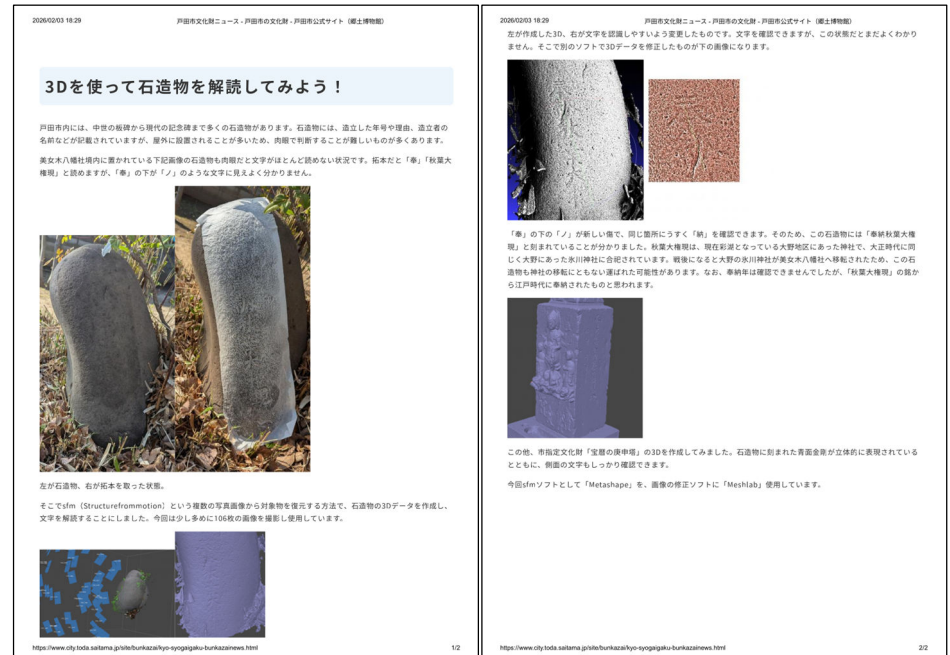 2026/02/03 18:29
戸田市文化財ニュース - 戸田市の文化財 - 戸田市公式サイト（郷土博物館）
3Dを使って石造物を解読してみよう！
戸田市内には、中世の板碑から現代の記念碑まで多くの石造物があります。石造物には、造立した年号や理由、造立者の
名前などが記載されていますが、屋外に設置されることが多いため、肉眼で判断することが難しいものが多くあります。
美女木八幡社境内に置かれている下記画像の石造物も肉眼だと文字がほとんど読めない状況です。拓本だと「奉」「秋葉大
権現」と読めますが、「奉」の下が「ノ」のような文字に見えよく分かりません。
左が石造物、右が拓本を取った状態。
そこでsfm（Structurefrommotion）という複数の写真画像から対象物を復元する方法で、石造物の3Dデータを作成し、
文字を解読することにしました。今回は少し多めに106枚の画像を撮影し使用しています。
https://www.city.toda.saitama.jp/site/bunkazai/kyo-syogaigaku-bunkazainews.html
1/2
2026/02/03 18:29
戸田市文化財ニュース - 戸田市の文化財 - 戸田市公式サイト（郷土博物館）
左が作成した3D、右が文字を認識しやすいよう変更したものです。文字を確認できますが、この状態だとまだよくわかり
ません。そこで別のソフトで3Dデータを修正したものが下の画像になります。
「奉」の下の「ノ」が新しい傷で、同じ箇所にうすく「納」を確認できます。そのため、この石造物には「奉納秋葉大権
現」と刻まれていることが分かりました。秋葉大権現は、現在彩湖となっている大野地区にあった神社で、大正時代に同
じく大野にあった氷川神社に合祀されています。戦後になると大野の氷川神社が美女木八幡社へ移転されたため、この石
造物も神社の移転にともない運ばれた可能性があります。なお、奉納年は確認できませんでしたが、「秋葉大権現」の銘か
ら江戸時代に奉納されたものと思われます。
この他、市指定文化財「宝暦の庚申塔」の3Dを作成してみました。石造物に刻まれた青面金剛が立体的に表現されている
とともに、側面の文字もしっかり確認できます。
今回sfmソフトとして「Metashape」を、画像の修正ソフトに「Meshlab」使用しています。
https://www.city.toda.saitama.jp/site/bunkazai/kyo-syogaigaku-bunkazainews.html
2/2